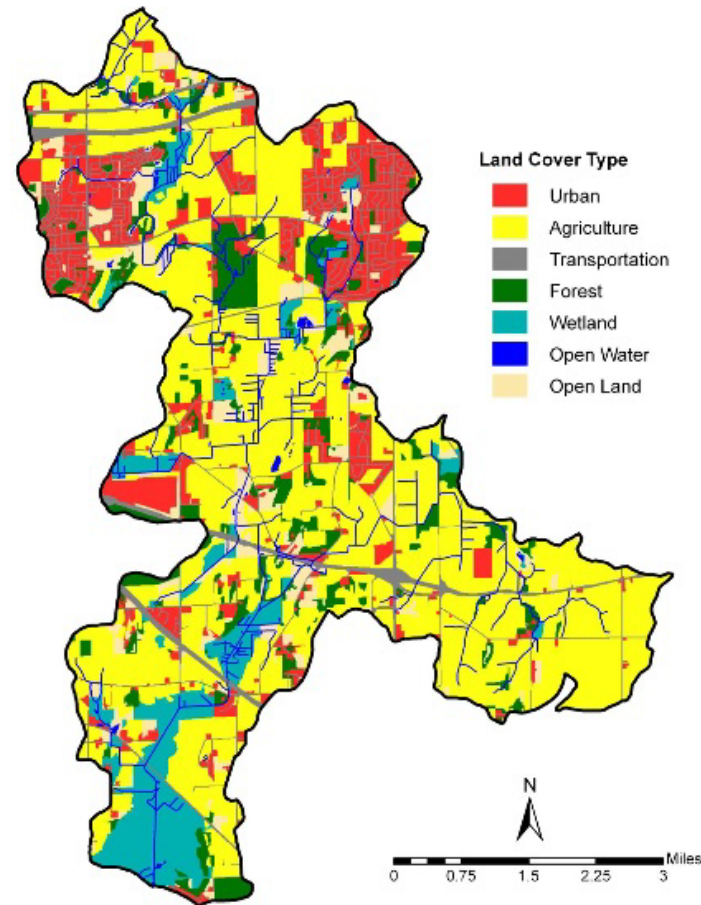 Land Cover Type
Urban
Agriculture
Transportation
Forest
Wetland
Open Water
Open Land
N
Miles
0 0.75 1.5 2.25 3